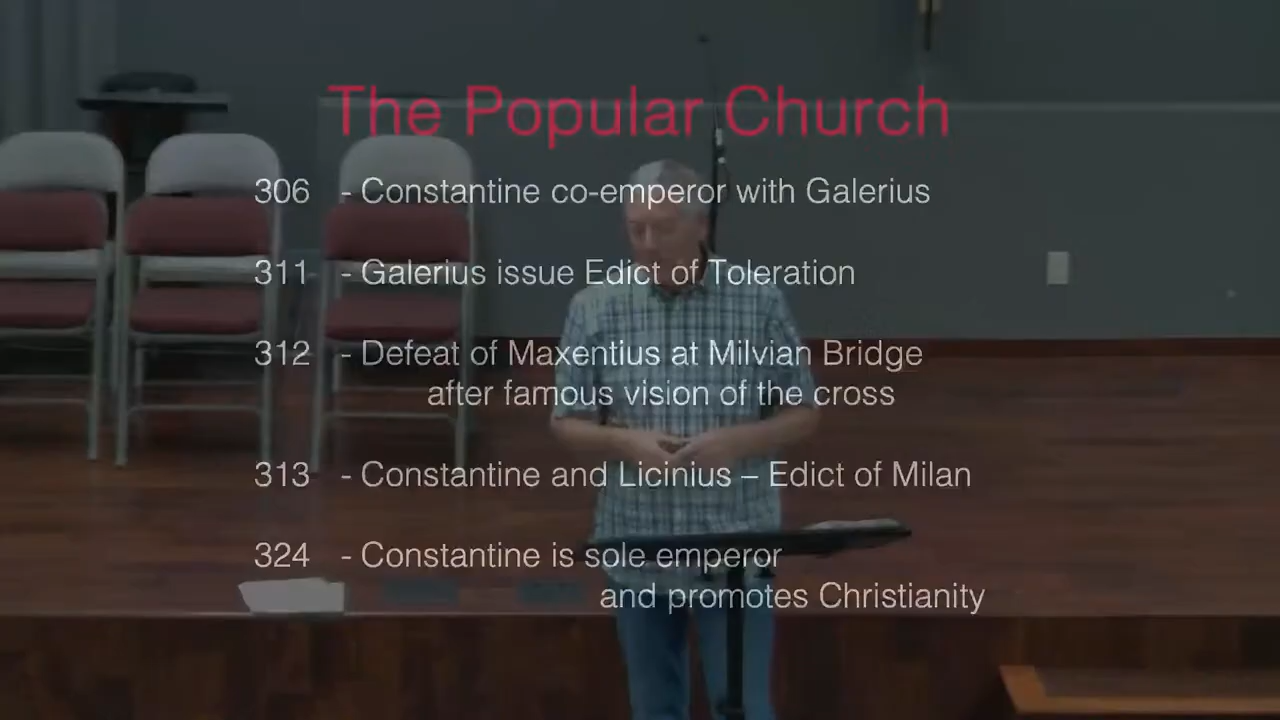 The Popular Church
306 - Constantine co-emperor with Galerius
311 - Galerius issue Edict of Toleration
312 - Defeat of Maxentius at Milvian Bridge
after famous vision of the cross
313 - Constantine and Licinius – Edict of Milan
324 - Constantine is sole emperor
and promotes Christianity